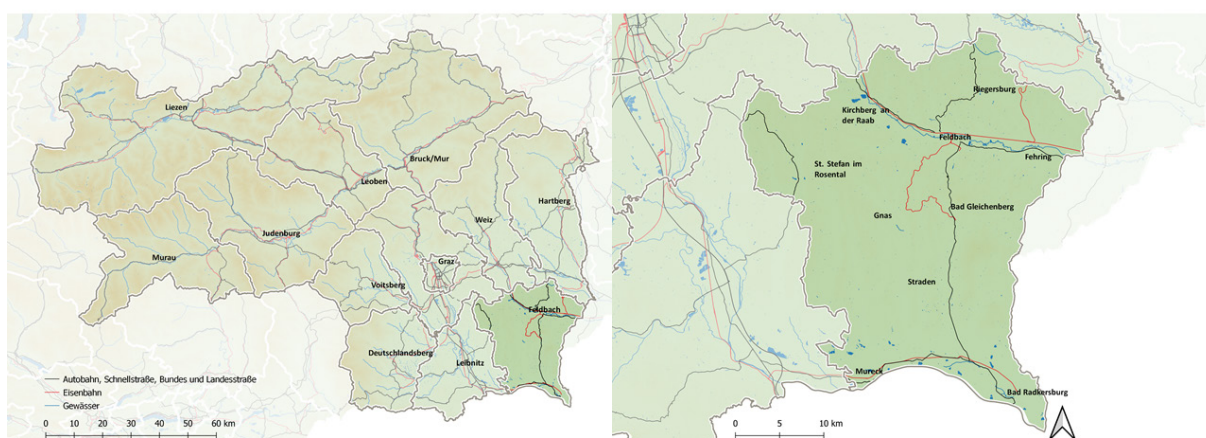 Liezen
Bruck/Mur
Leoben
Hartberg
Weiz
Judenburg
Murau
Graz
Voitsberg
Feldbach
Deutschlandsberg
Leibnitz
Autobahn, Schnellstraße, Bundes und Landesstraße
Eisenbahn
Gewässer
0 10 20 30 40 50 60 km
Riegersburg
Kirchberg an
der Raab
Feldbach
Fehring
St. Stefan im
Rosental
Bad Gleichenberg
Gnas
Straden
Mureck
Bad Radkersburg
0 5 10 km